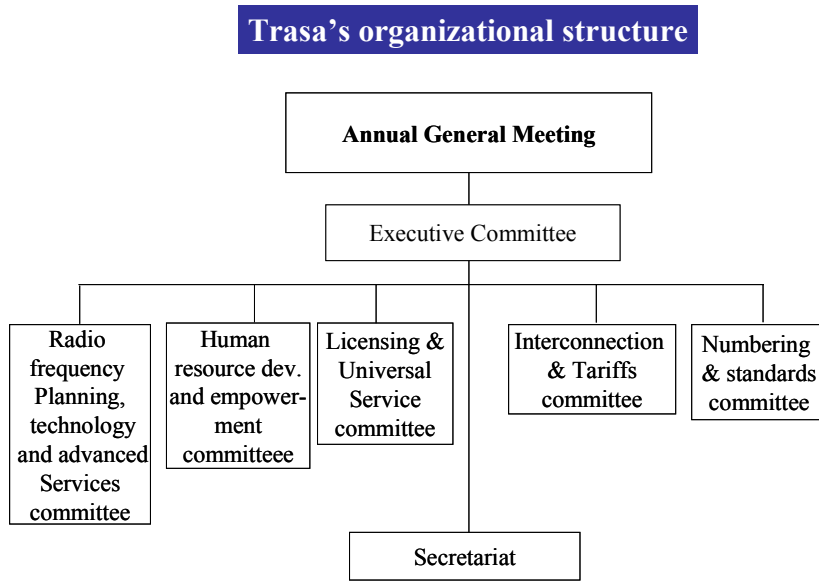 Trasa's organizational structure
Annual General Meeting
Executive Committee
Radio
frequency
Planning,
technology
and advanced
Services
committee
Human
resource dev.
and empower-
ment
committeee
Licensing &
Universal
Service
committee
Interconnection
& Tariffs
committee
Numbering
& standards
committee
Secretariat